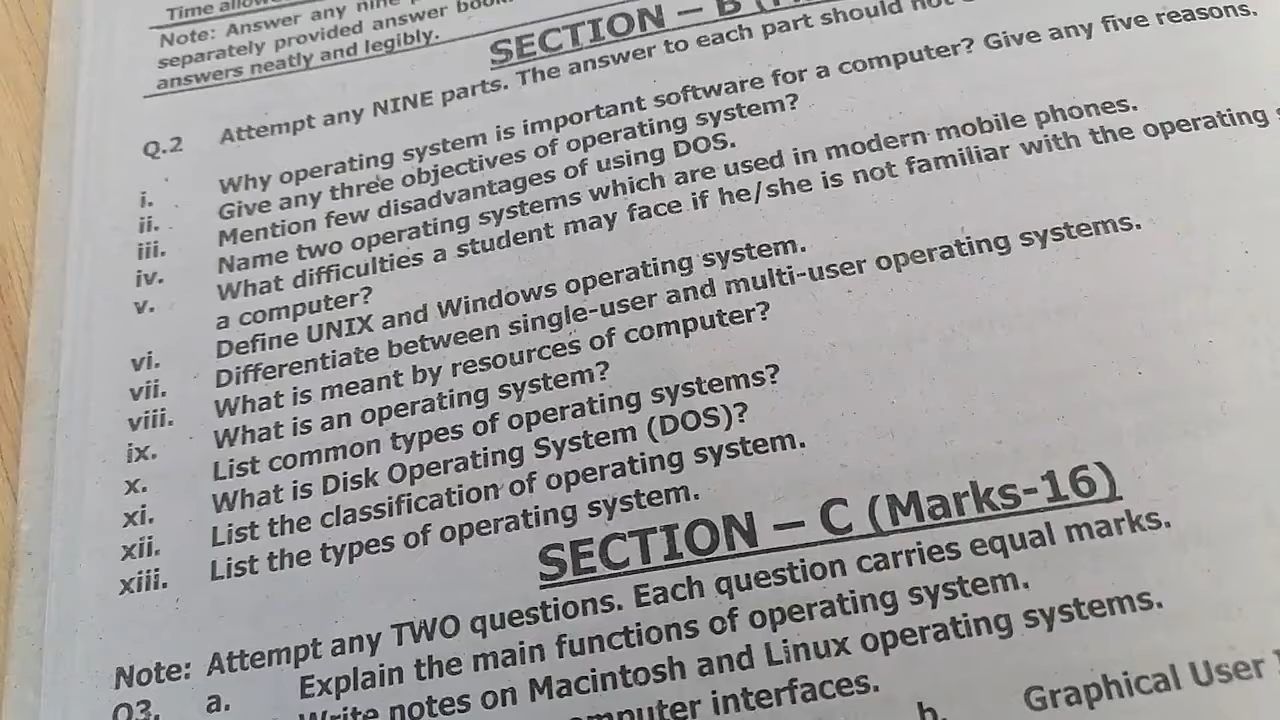 Time
Note: Answer any nine
separately provided answer
answers neatly and legibly.
SECTION – B
Attempt any NINE parts. The answer to each part should not
Q.2
i. Why operating system is important software for a computer? Give any five reasons.
ii. Give any three objectives of operating system?
iii. Mention few disadvantages of using DOS.
iv. Name two operating systems which are used in modern mobile phones.
v. What difficulties a student may face if he/she is not familiar with the operating
a computer?
vi. Define UNIX and Windows operating system.
vii. Differentiate between single-user and multi-user operating systems.
viii. What is meant by resources of computer?
ix. What is an operating system?
x. List common types of operating systems?
xi. What is Disk Operating System (DOS)?
xii. List the classification of operating system.
xiii. List the types of operating system.
SECTION – C (Marks-16)
Note: Attempt any TWO questions. Each question carries equal marks.
Q3. a. Explain the main functions of operating system.
Write notes on Macintosh and Linux operating systems.
interfaces. b. Graphical User